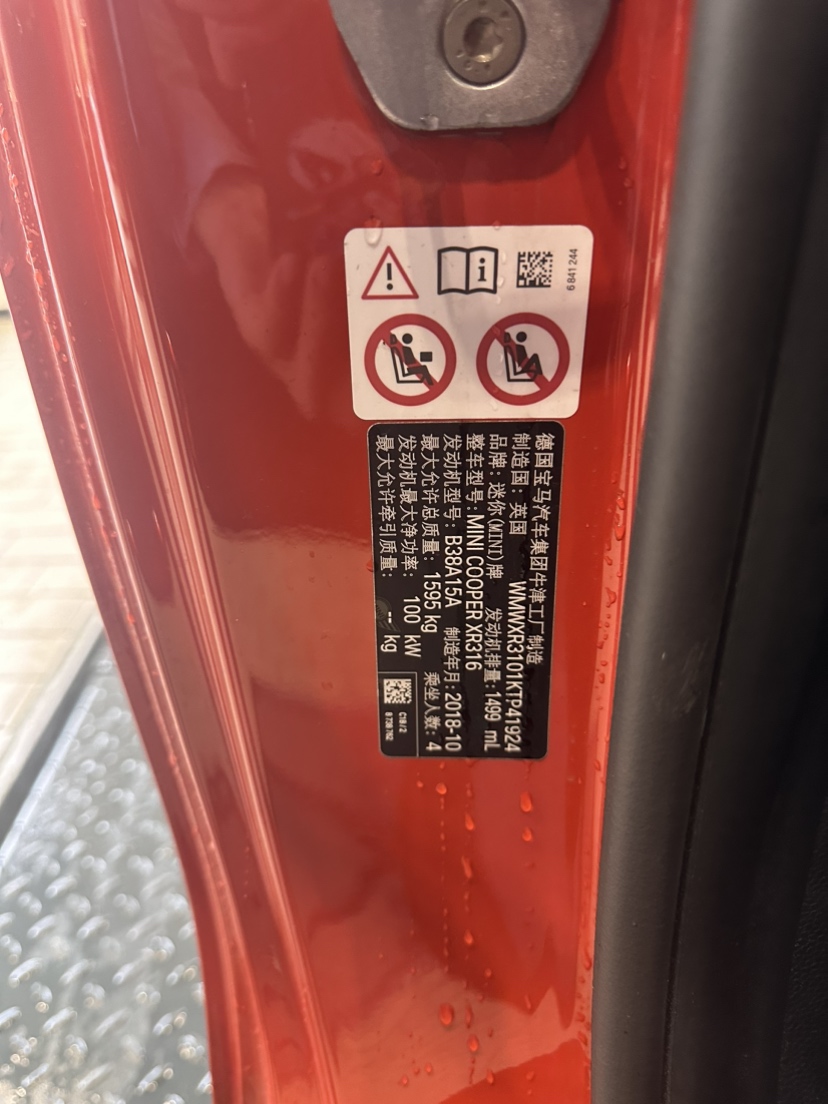 6 841 244
德国宝马汽车集团牛津工厂制造
制造国：英国 WMWXR3101KTP41924
品牌：迷你(MINI)牌 发动机排量：1499 mL
整车型号：MINI COOPER XR316
发动机型号：B38A15A 制造年月：2018-10
最大允许总质量：1595 kg 乘坐人数：4
发动机最大净功率：100 kW
最大允许牵引质量：-- kg
C18/2